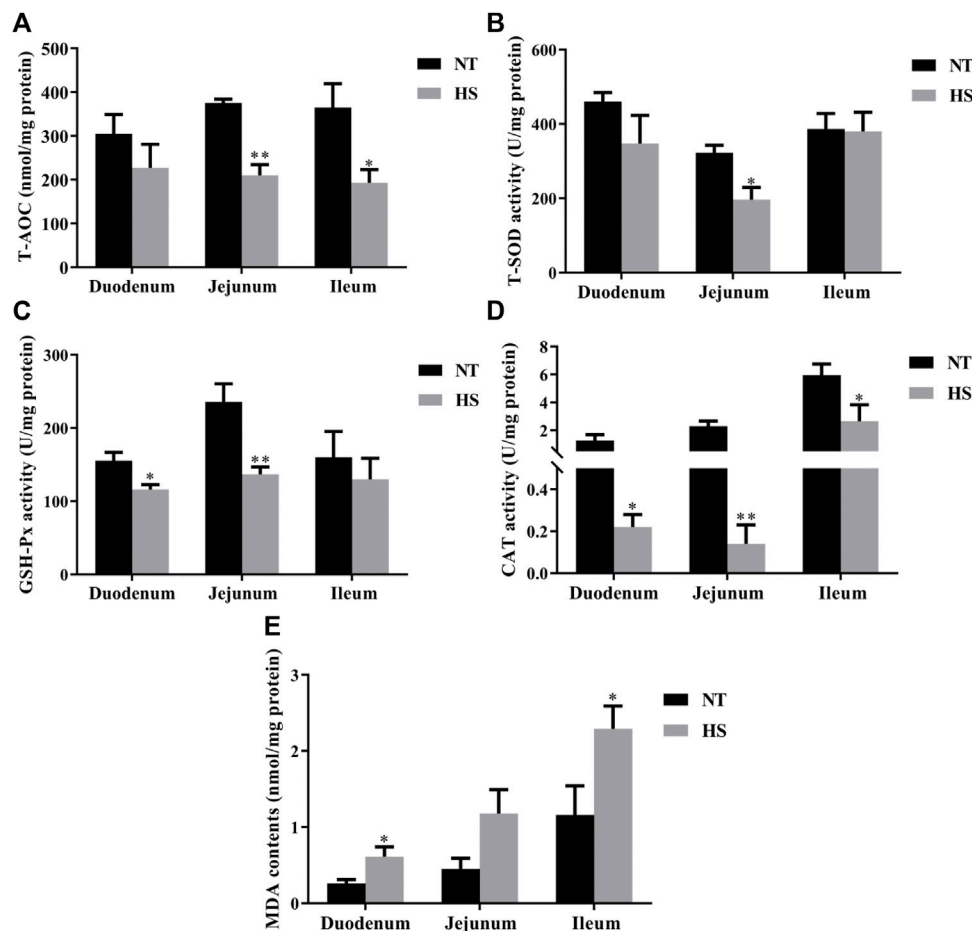 A
T-AOC (nmol/mg protein)
500
400
300
200
100
0
NT
HS
**
*
Duodenum Jejunum Ileum
B
T-SOD activity (U/mg protein)
600
400
200
0
NT
HS
*
Duodenum Jejunum Ileum
C
GSH-Px activity (U/mg protein)
300
200
100
0
NT
HS
*
**
Duodenum Jejunum Ileum
D
CAT activity (U/mg protein)
8
6
4
2
0.4
0.2
0.0
NT
HS
*
**
*
Duodenum Jejunum Ileum
E
MDA contents (nmol/mg protein)
3
2
1
0
NT
HS
*
*
Duodenum Jejunum Ileum